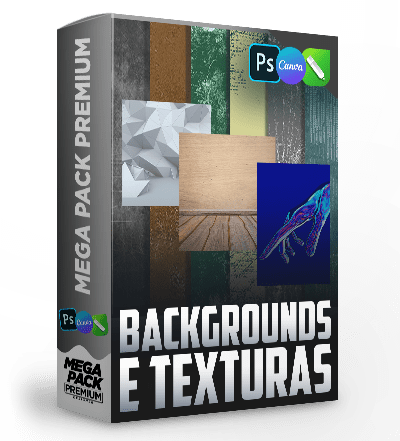 Ps
Canva
BACKGROUNDS
E TEXTURAS
MEGA PACK PREMIUM
Ps
Canva
MEGA
PACK
PREMIUM